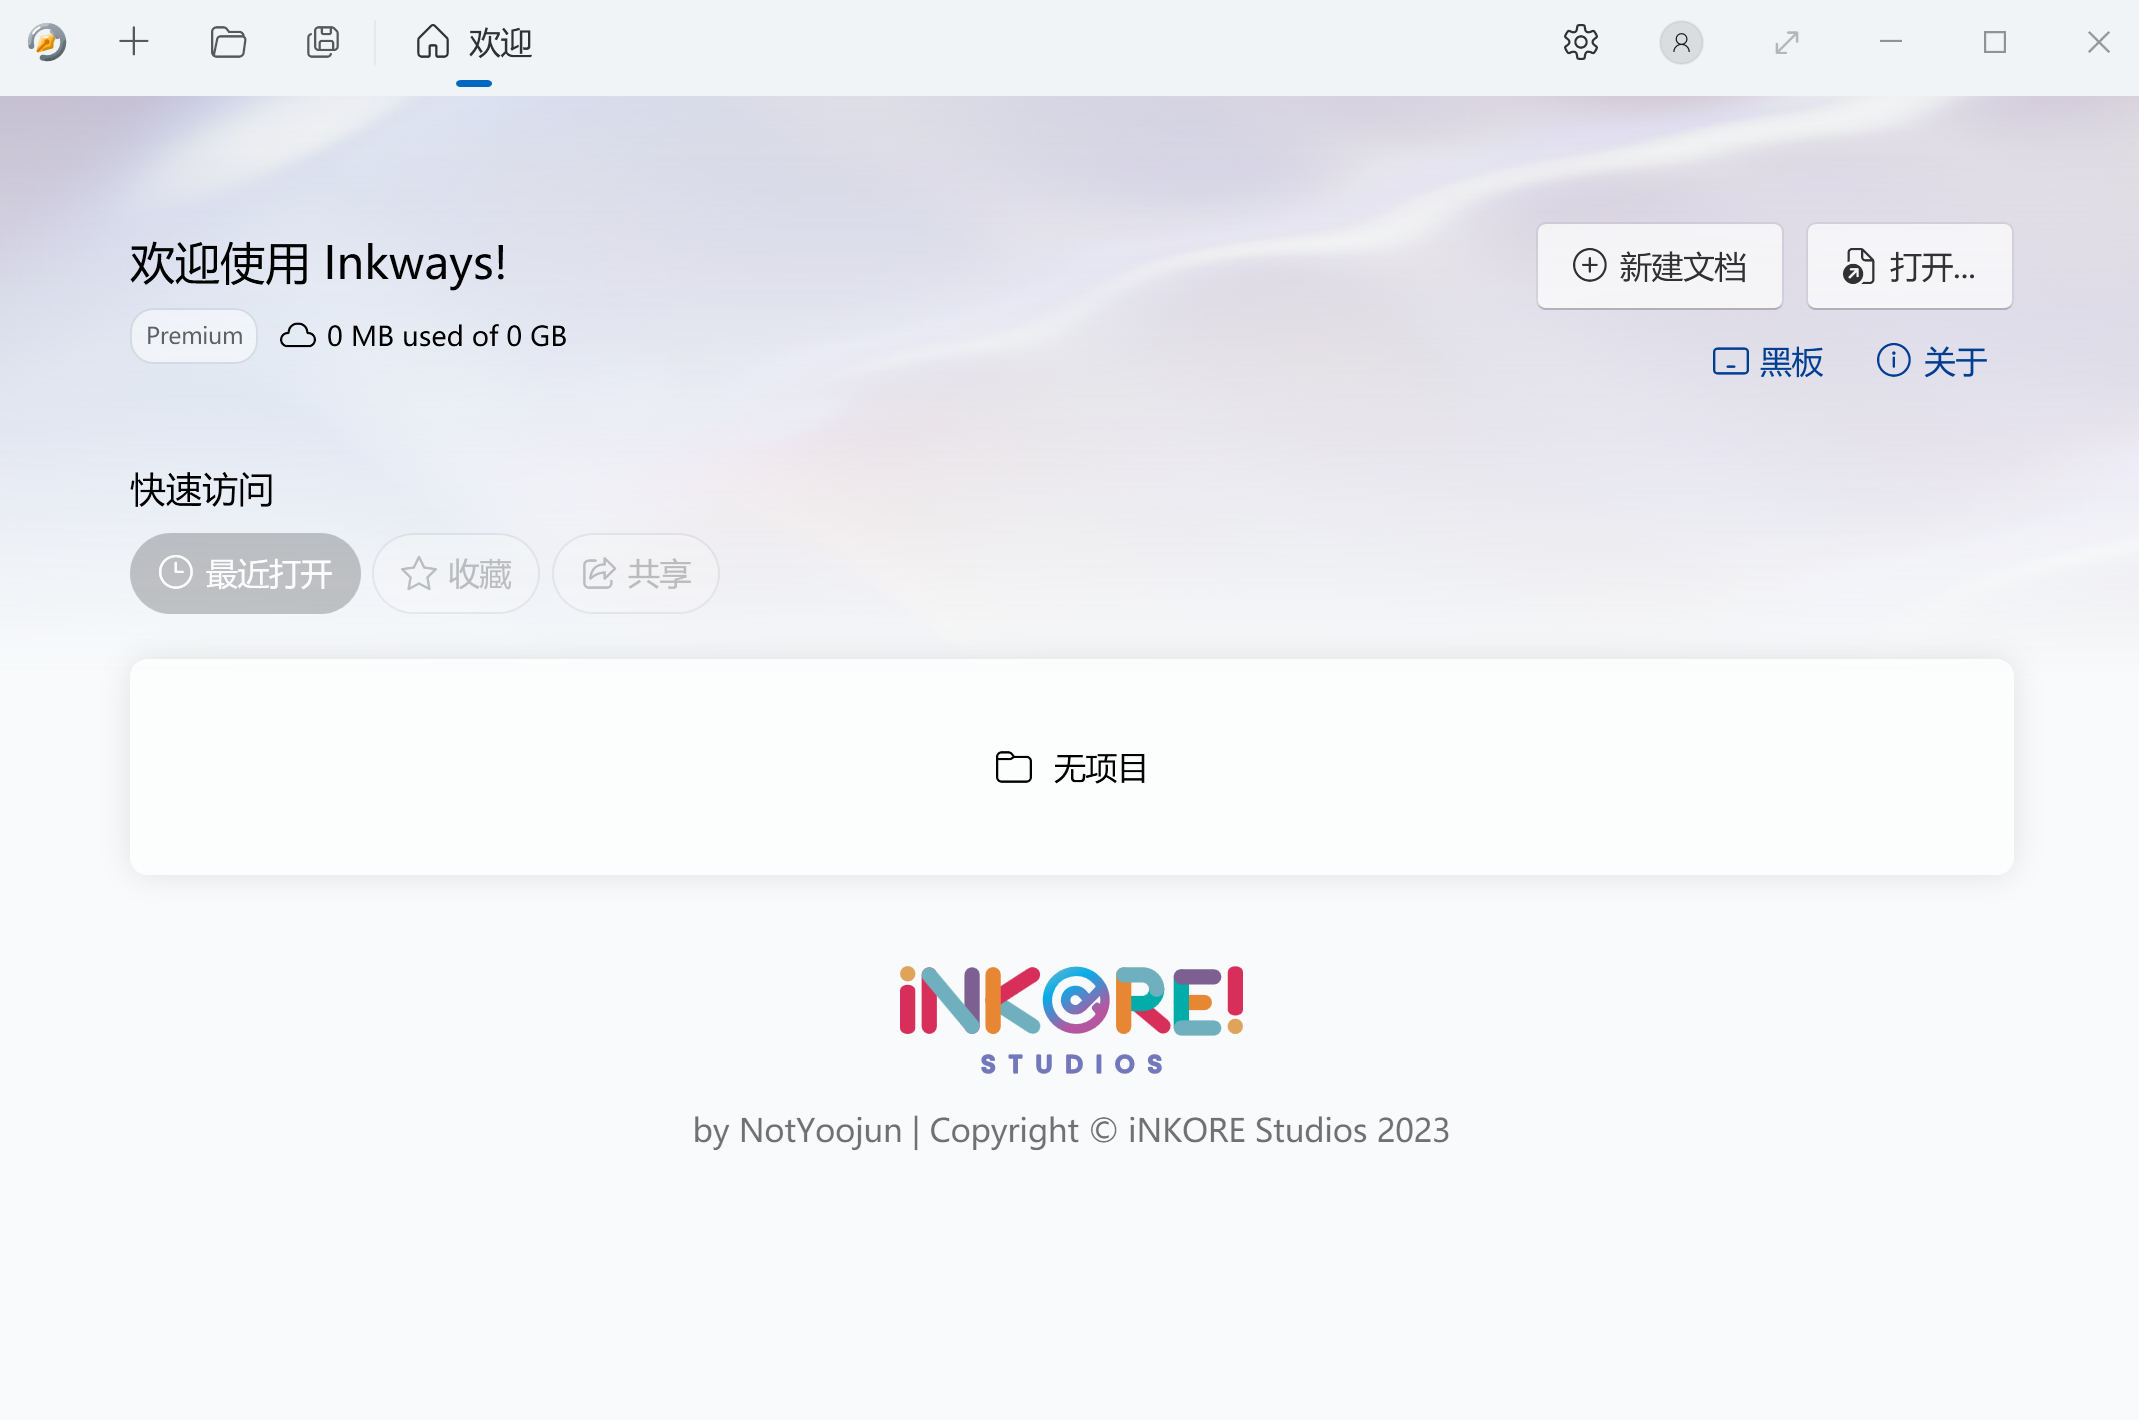 欢迎
欢迎使用 Inkways!
新建文档
打开...
Premium
0 MB used of 0 GB
黑板
关于
快速访问
最近打开
收藏
共享
无项目
iNKORE!
STUDIOS
by NotYoojun | Copyright © iNKORE Studios 2023